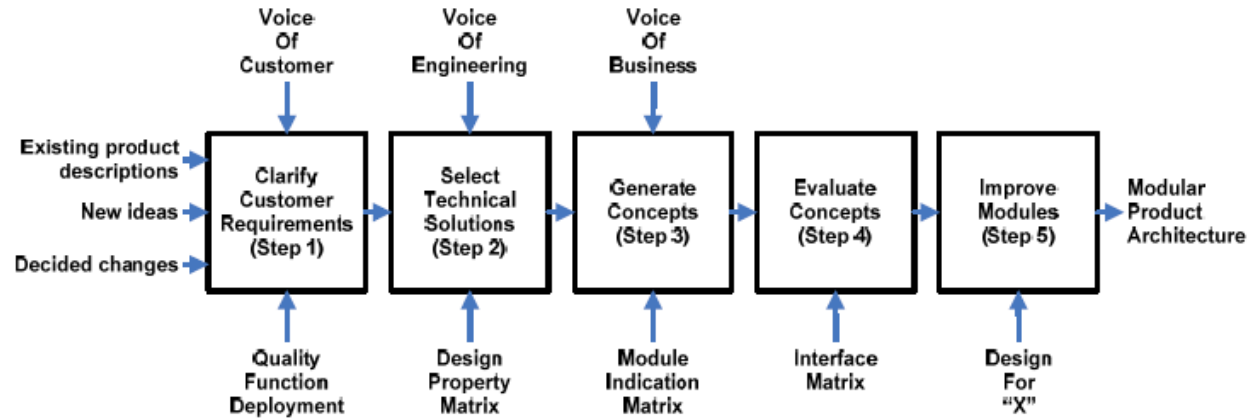 Voice
Of
Customer
Voice
Of
Engineering
Voice
Of
Business
Existing product
descriptions
New ideas
Decided changes
Clarify
Customer
Requirements
(Step 1)
Select
Technical
Solutions
(Step 2)
Generate
Concepts
(Step 3)
Evaluate
Concepts
(Step 4)
Improve
Modules
(Step 5)
Modular
Product
Architecture
Quality
Function
Deployment
Design
Property
Matrix
Module
Indication
Matrix
Interface
Matrix
Design
For
“X”